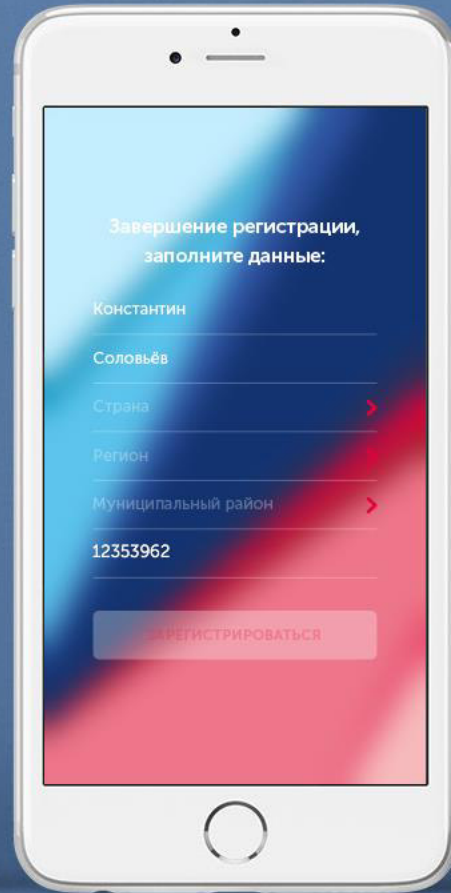 Завершение регистрации,
заполните данные:
Константин
Соловьёв
Страна
Регион
Муниципальный район
12353962
ЗАРЕГИСТРИРОВАТЬСЯ